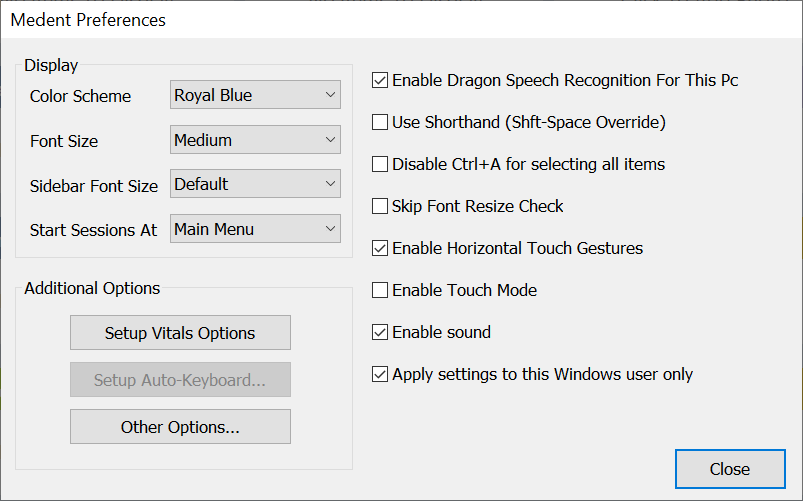 Medent Preferences
Display
Color Scheme
Royal Blue
Font Size
Medium
Sidebar Font Size
Default
Start Sessions At
Main Menu
Additional Options
Setup Vitals Options
Setup Auto-Keyboard...
Other Options...
Enable Dragon Speech Recognition For This Pc
Use Shorthand (Shft-Space Override)
Disable Ctrl+A for selecting all items
Skip Font Resize Check
Enable Horizontal Touch Gestures
Enable Touch Mode
Enable sound
Apply settings to this Windows user only
Close